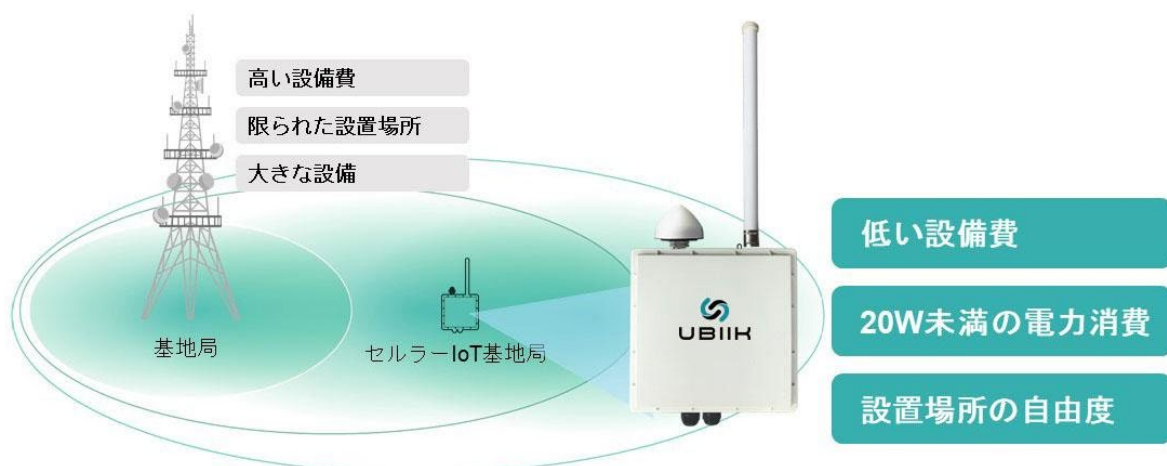 高い設備費
限られた設置場所
大きな設備
基地局
セルラーIoT基地局
UBIIK
低い設備費
20W未満の電力消費
設置場所の自由度